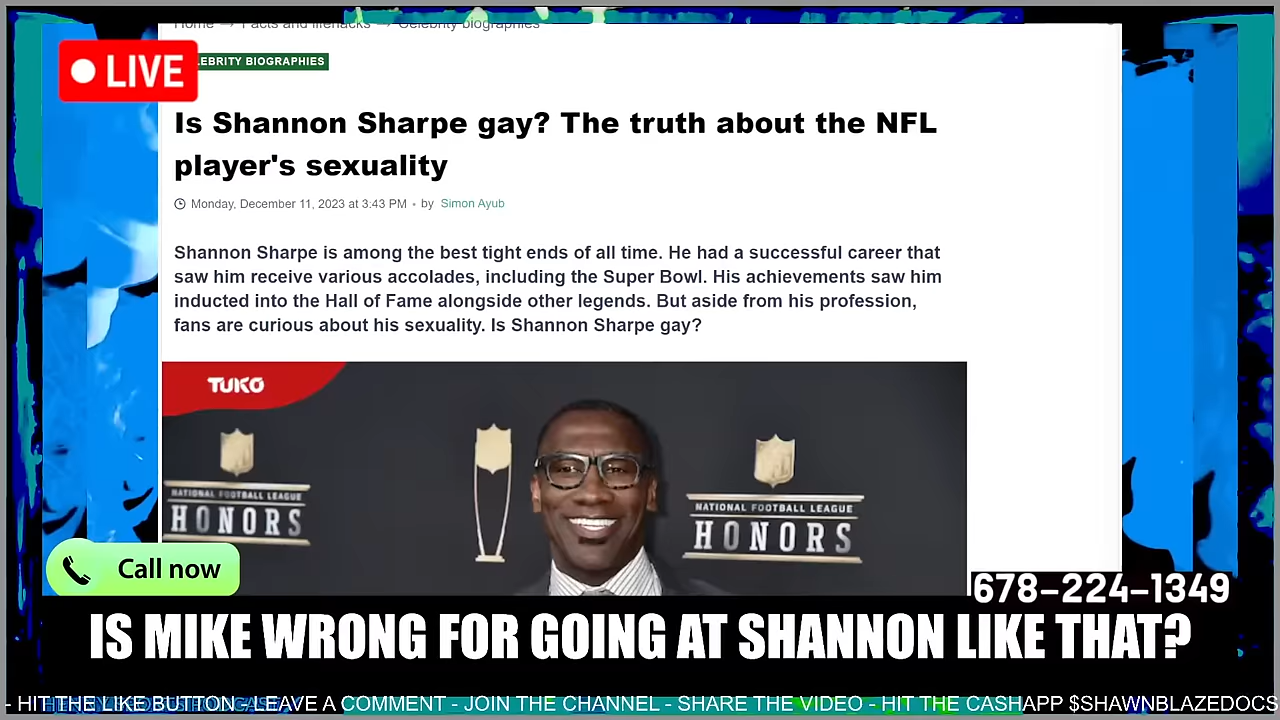 Home → Facts and lifehacks → Celebrity biographies
LIVE
LEBRITY BIOGRAPHIES
Is Shannon Sharpe gay? The truth about the NFL
player's sexuality
Monday, December 11, 2023 at 3:43 PM • by Simon Ayub
Shannon Sharpe is among the best tight ends of all time. He had a successful career that
saw him receive various accolades, including the Super Bowl. His achievements saw him
inducted into the Hall of Fame alongside other legends. But aside from his profession,
fans are curious about his sexuality. Is Shannon Sharpe gay?
TUKO
NATIONAL FOOTBALL LEAGUE
HONORS
NATIONAL FOOTBALL LEAGUE
HONORS
Call now
678-224-1349
IS MIKE WRONG FOR GOING AT SHANNON LIKE THAT?
- HIT THE LIKE BUTTON - LEAVE A COMMENT - JOIN THE CHANNEL - SHARE THE VIDEO - HIT THE CASHAPP $SHAWNBLAZEDOCS